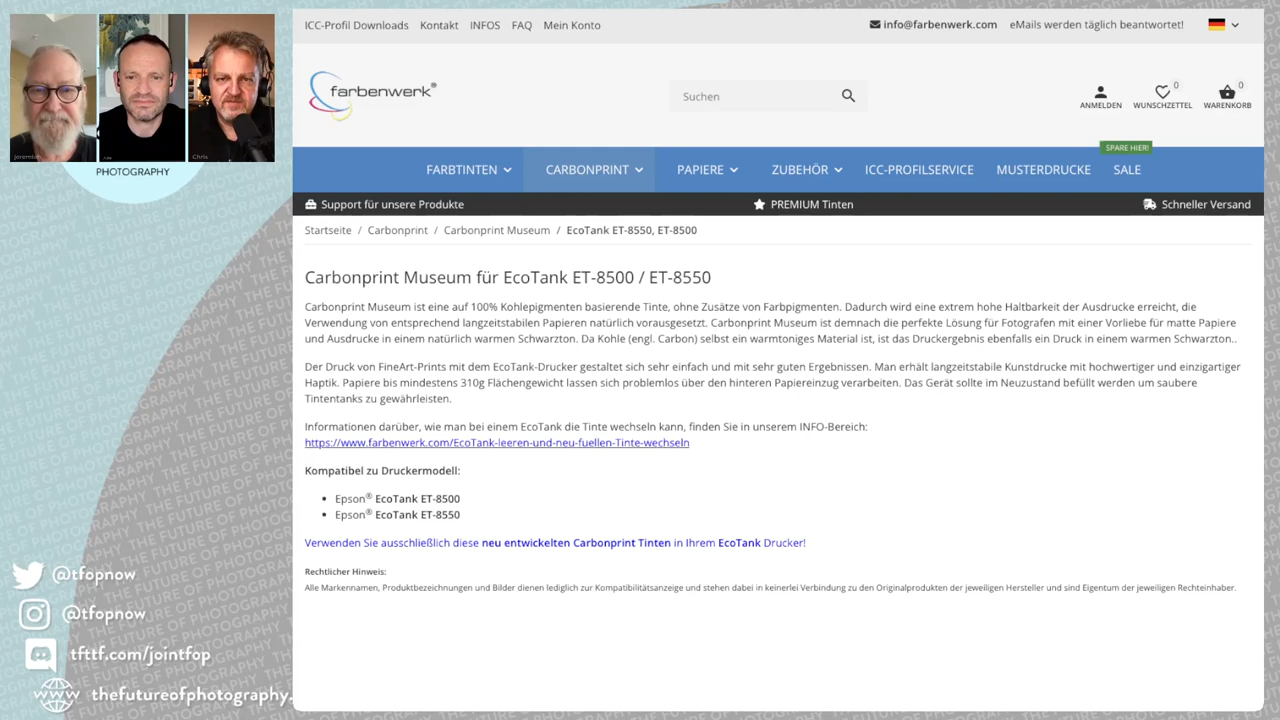 ICC-Profil Downloads Kontakt INFOS FAQ Mein Konto
info@farbenwerk.com eMails werden täglich beantwortet!
farbenwerk®
Suchen
0 0
ANMELDEN WUNSCHZETTEL WARENKORB
SPARE HIER!
FARBTINTEN CARBONPRINT PAPIERE ZUBEHÖR ICC-PROFILSERVICE MUSTERDRUCKE SALE
Support für unsere Produkte PREMIUM Tinten Schneller Versand
Startseite / Carbonprint / Carbonprint Museum / EcoTank ET-8550, ET-8500
Carbonprint Museum für EcoTank ET-8500 / ET-8550
Carbonprint Museum ist eine auf 100% Kohlepigmenten basierende Tinte, ohne Zusätze von Farbpigmenten. Dadurch wird eine extrem hohe Haltbarkeit der Ausdrucke erreicht, die
Verwendung von entsprechend langzeitstabilen Papieren natürlich vorausgesetzt. Carbonprint Museum ist demnach die perfekte Lösung für Fotografen mit einer Vorliebe für matte Papiere
und Ausdrucke in einem natürlich warmen Schwarzton. Da Kohle (engl. Carbon) selbst ein warmtoniges Material ist, ist das Druckergebnis ebenfalls ein Druck in einem warmen Schwarzton..
Der Druck von FineArt-Prints mit dem EcoTank-Drucker gestaltet sich sehr einfach und mit sehr guten Ergebnissen. Man erhält langzeitstabile Kunstdrucke mit hochwertiger und einzigartiger
Haptik. Papiere bis mindestens 310g Flächengewicht lassen sich problemlos über den hinteren Papiereinzug verarbeiten. Das Gerät sollte im Neuzustand befüllt werden um saubere
Tintentanks zu gewährleisten.
Informationen darüber, wie man bei einem EcoTank die Tinte wechseln kann, finden Sie in unserem INFO-Bereich:
https://www.farbenwerk.com/EcoTank-leeren-und-neu-fuellen-Tinte-wechseln
Kompatibel zu Druckermodell:
Epson® EcoTank ET-8500
Epson® EcoTank ET-8550
Verwenden Sie ausschließlich diese neu entwickelten Carbonprint Tinten in Ihrem EcoTank Drucker!
Rechtlicher Hinweis:
Alle Markennamen, Produktbezeichnungen und Bilder dienen lediglich zur Kompatibilitätsanzeige und stehen dabei in keinerlei Verbindung zu den Originalprodukten der jeweiligen Hersteller und sind Eigentum der jeweiligen Rechteinhaber.
Jeremiah
Chris
PHOTOGRAPHY
@tfopnow
@tfopnow
tfttf.com/jointfop
thefutureofphotography.
THE FUTURE OF PHOTOGRAPHY